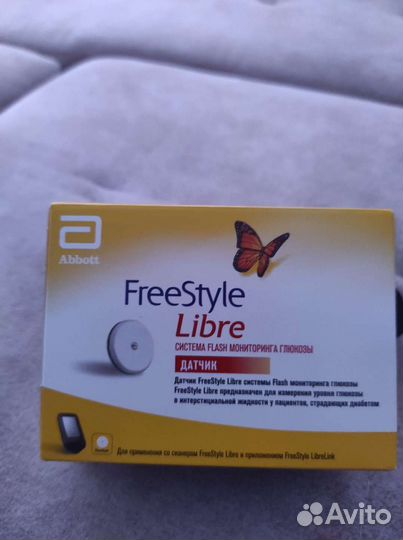 Abbott
FreeStyle
Libre
СИСТЕМА FLASH МОНИТОРИНГА ГЛЮКОЗЫ
ДАТЧИК
Датчик FreeStyle Libre системы Flash мониторинга глюкозы
FreeStyle Libre предназначен для измерения уровня глюкозы
в интерстициальной жидкости у пациентов, страдающих диабетом
Для применения со сканером FreeStyle Libre и приложением FreeStyle LibreLink
Avito